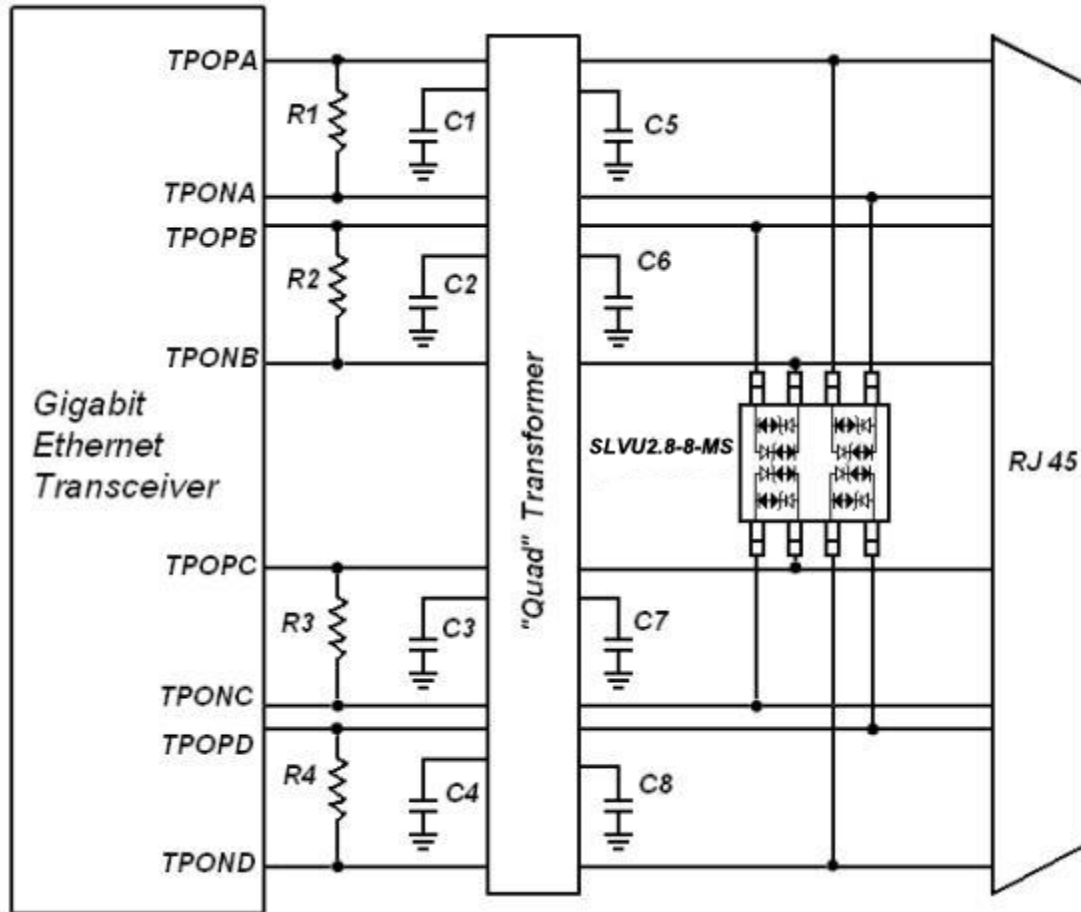 TPOPA
R1
C1
C5
TPONA
TPOPB
R2
C2
C6
TPONB
Gigabit
Ethernet
Transceiver
"Quad" Transformer
SLVU2.8-8-MS
RJ 45
TPOPC
R3
C3
C7
TPONC
TPOPD
R4
C4
C8
TPOND